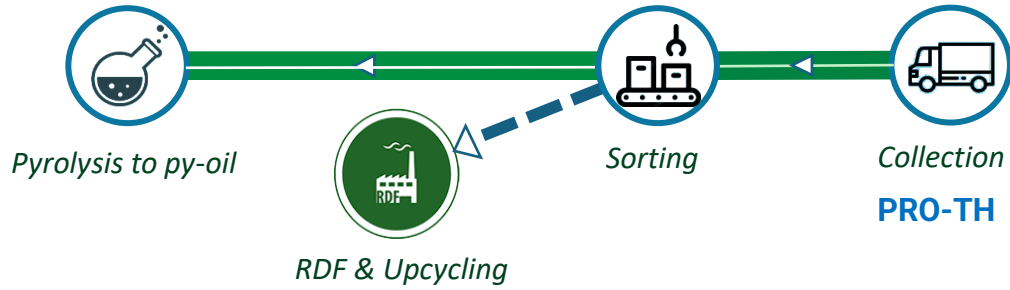 Pyrolysis to py-oil
Sorting
Collection
PRO-TH
RDF
RDF & Upcycling